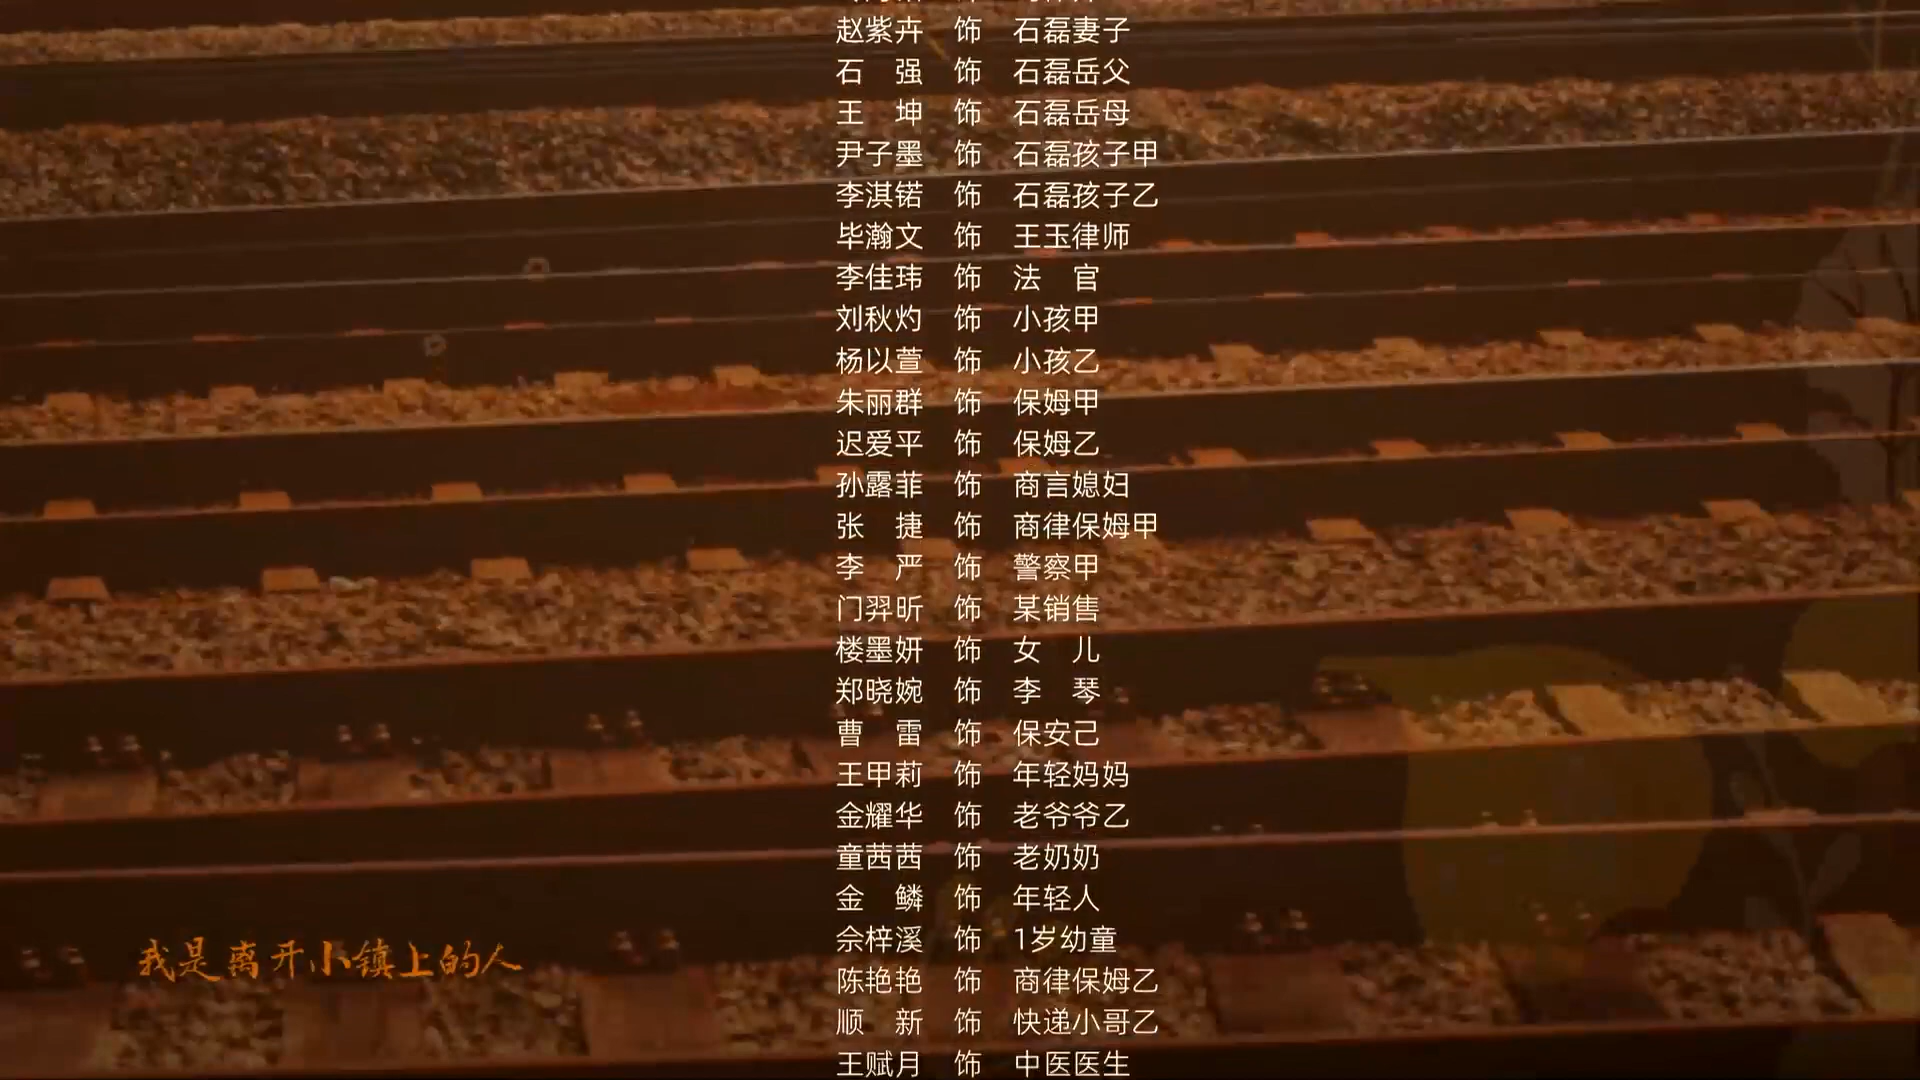 赵紫卉 饰 石磊妻子
石 强 饰 石磊岳父
王 坤 饰 石磊岳母
尹子墨 饰 石磊孩子甲
李淇锘 饰 石磊孩子乙
毕瀚文 饰 王玉律师
李佳玮 饰 法 官
刘秋灼 饰 小孩甲
杨以萱 饰 小孩乙
朱丽群 饰 保姆甲
迟爱平 饰 保姆乙
孙露菲 饰 商言媳妇
张 捷 饰 商律保姆甲
李 严 饰 警察甲
门羿昕 饰 某销售
楼墨妍 饰 女 儿
郑晓婉 饰 李 琴
曹 雷 饰 保安己
王甲莉 饰 年轻妈妈
金耀华 饰 老爷爷乙
童茜茜 饰 老奶奶
金 鳞 饰 年轻人
佘梓溪 饰 1岁幼童
我是离开小镇上的人
陈艳艳 饰 商律保姆乙
顺 新 饰 快递小哥乙
王赋月 饰 中医医生